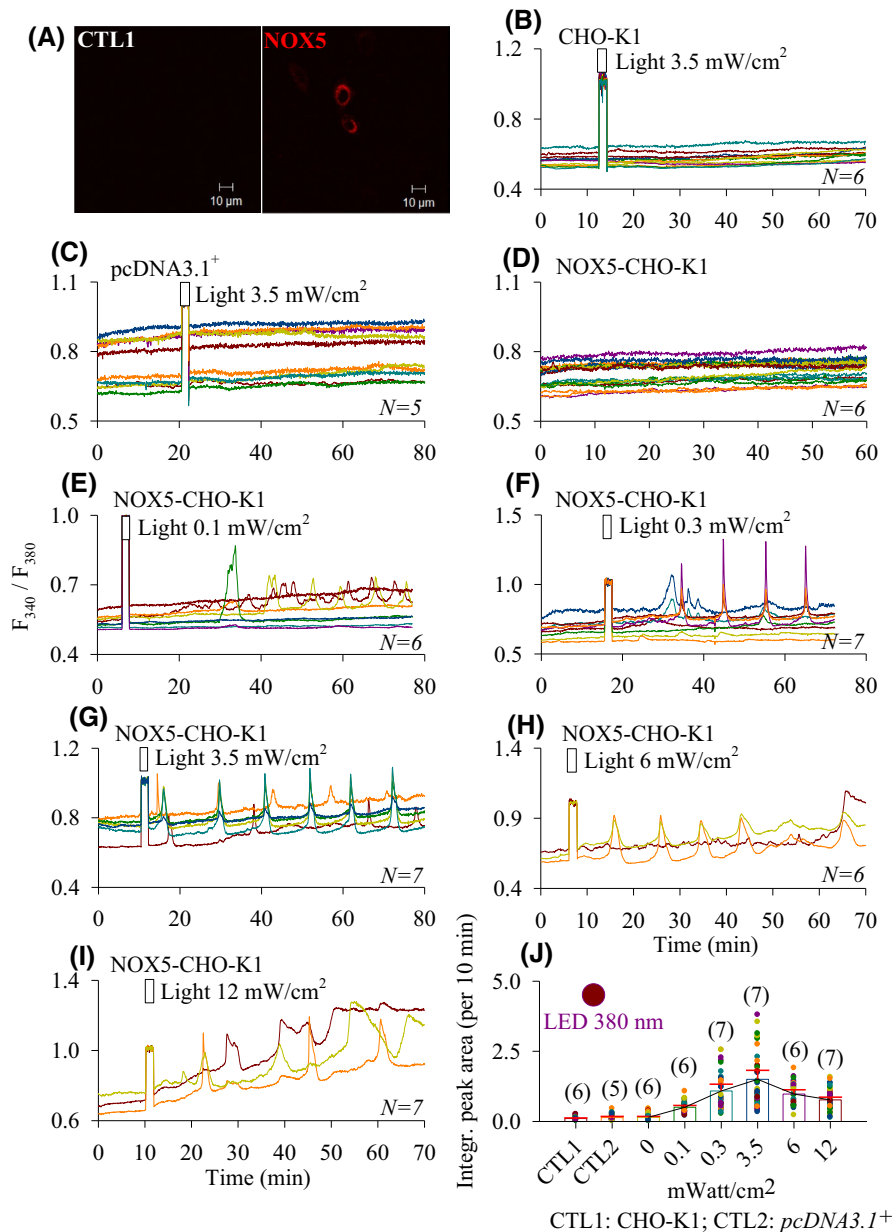 (A)
CTL1
NOX5
10 µm
10 µm
(B)
CHO-K1
Light 3.5 mW/cm²
1.2
0.8
0.4
N=6
0 10 20 30 40 50 60 70
(C)
pcDNA3.1⁺
Light 3.5 mW/cm²
1.1
0.8
0.5
N=5
0 20 40 60 80
(D)
NOX5-CHO-K1
1.1
0.8
0.5
N=6
0 10 20 30 40 50 60 70
(E)
NOX5-CHO-K1
Light 0.1 mW/cm²
F₃₄₀ / F₃₈₀
1.0
0.7
0.4
N=6
0 20 40 60 80
(F)
NOX5-CHO-K1
Light 0.3 mW/cm²
1.5
1.0
0.5
N=7
0 20 40 60 80
(G)
NOX5-CHO-K1
Light 3.5 mW/cm²
1.2
0.8
0.4
N=7
0 20 40 60 80
(H)
NOX5-CHO-K1
Light 6 mW/cm²
1.4
0.9
0.4
N=6
0 10 20 30 40 50 60 70
Time (min)
(I)
NOX5-CHO-K1
Light 12 mW/cm²
1.4
1.0
0.6
N=7
0 10 20 30 40 50 60 70
Time (min)
(J)
Integr. peak area (per 10 min)
5.0
2.5
0.0
LED 380 nm
(6) (5) (6) (6) (7) (7) (6) (7)
CTL1 CTL2 0 0.1 0.3 3.5 6 12
mWatt/cm²
CTL1: CHO-K1; CTL2: pcDNA3.1⁺